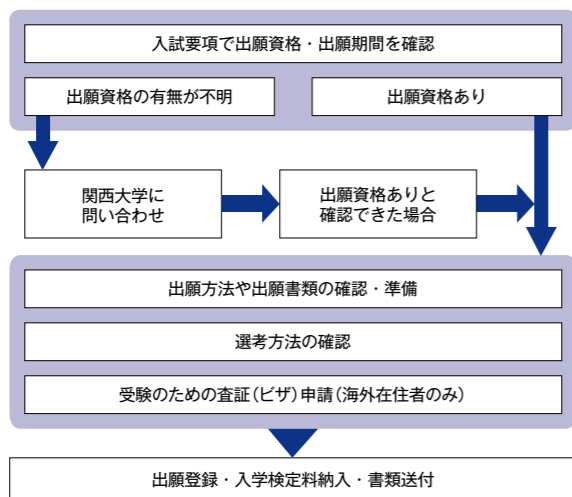 入試要項で出願資格・出願期間を確認
出願資格の有無が不明
出願資格あり
関西大学に
問い合わせ
出願資格ありと
確認できた場合
出願方法や出願書類の確認・準備
選考方法の確認
受験のための査証(ビザ)申請(海外在住者のみ)
出願登録・入学検定料納入・書類送付